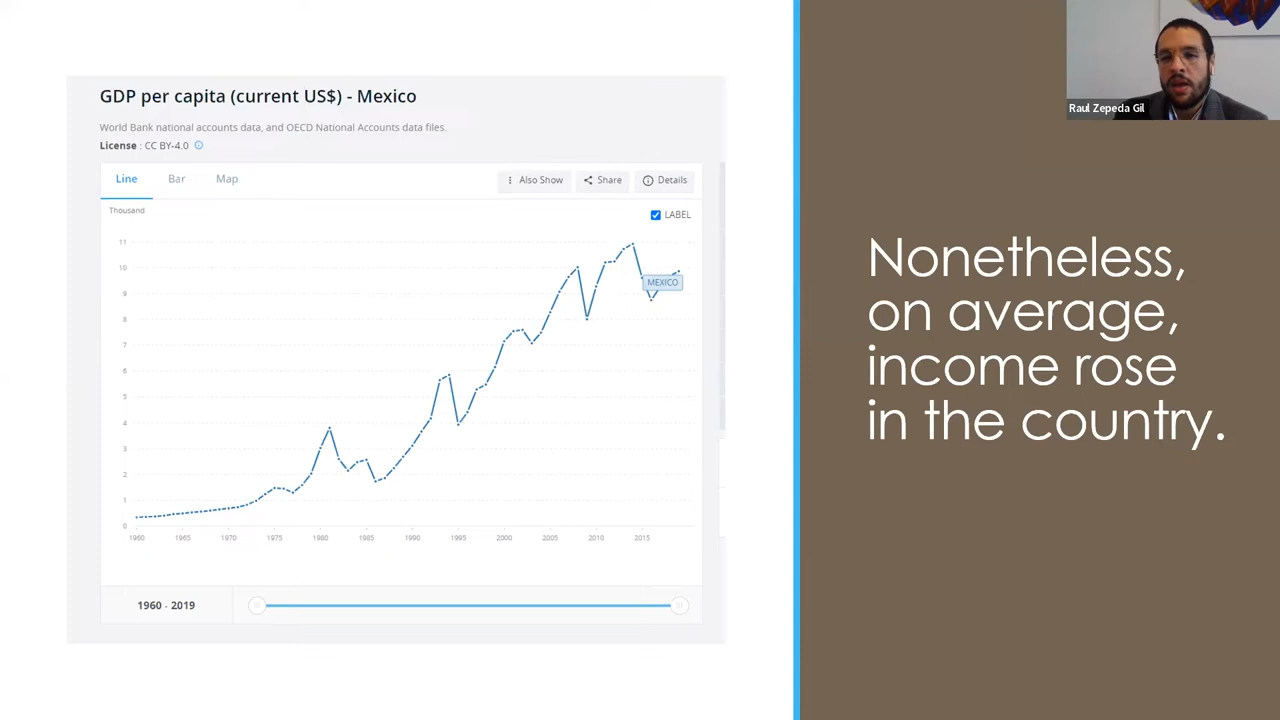 GDP per capita (current US$) - Mexico
World Bank national accounts data, and OECD National Accounts data files.
License : CC BY-4.0
Line Bar Map
Also Show Share Details
Thousand
LABEL
11
10
9
8
7
6
5
4
3
2
1
0
MEXICO
1960 1965 1970 1975 1980 1985 1990 1995 2000 2005 2010 2015
1960 - 2019
Nonetheless,
on average,
income rose
in the country.
Raul Zepeda Gil